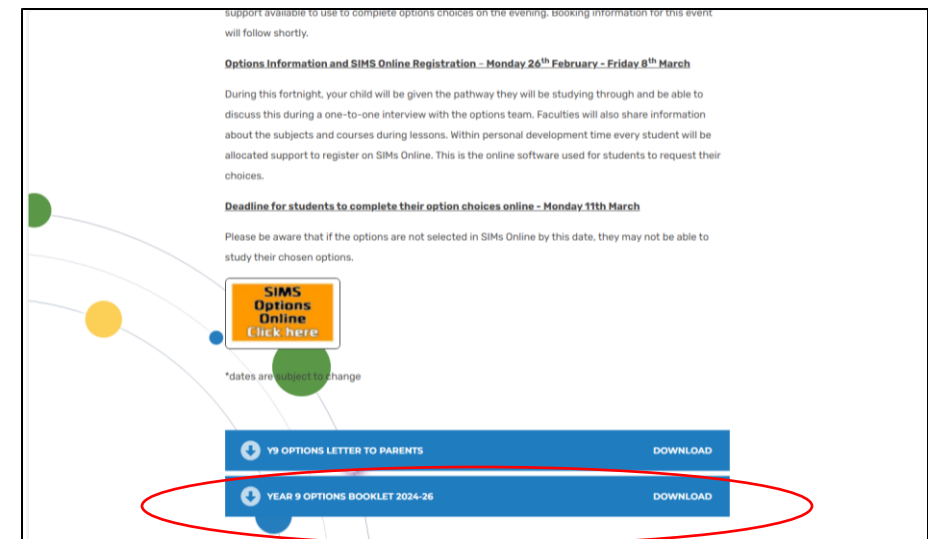 support available to use to complete options choices on the evening. Booking information for this event
will follow shortly.
Options Information and SIMS Online Registration – Monday 26th February - Friday 8th March
During this fortnight, your child will be given the pathway they will be studying through and be able to
discuss this during a one-to-one interview with the options team. Faculties will also share information
about the subjects and courses during lessons. Within personal development time every student will be
allocated support to register on SIMs Online. This is the online software used for students to request their
choices.
Deadline for students to complete their option choices online - Monday 11th March
Please be aware that if the options are not selected in SIMs Online by this date, they may not be able to
study their chosen options.
SIMS
Options
Online
Click here
*dates are subject to change
Y9 OPTIONS LETTER TO PARENTS DOWNLOAD
YEAR 9 OPTIONS BOOKLET 2024-26 DOWNLOAD